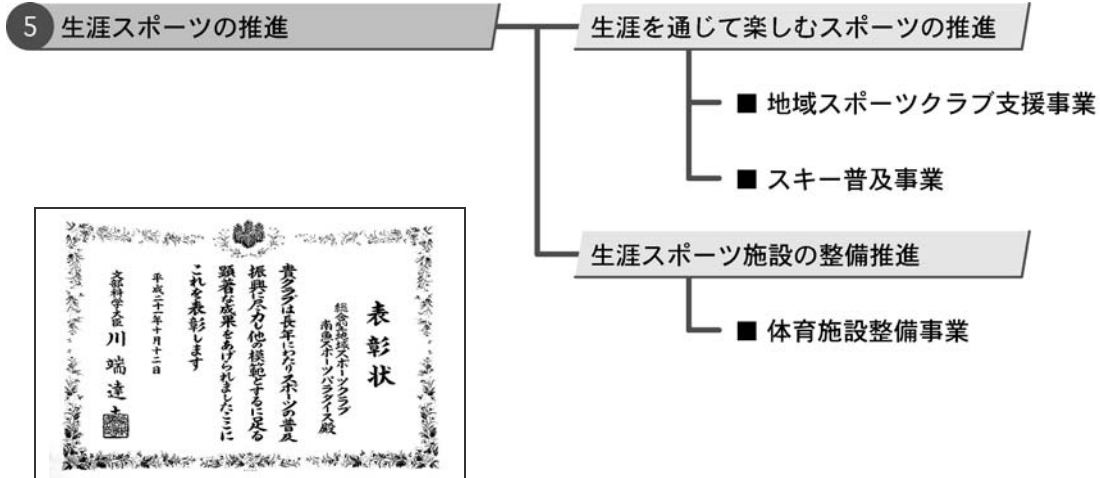 5 生涯スポーツの推進
生涯を通じて楽しむスポーツの推進
■ 地域スポーツクラブ支援事業
■ スキー普及事業
生涯スポーツ施設の整備推進
■ 体育施設整備事業
表彰状
総合型地域スポーツクラブ
南魚スポーツパラダイス殿
貴クラブは長年にわたりスポーツの普及
振興に尽力し他の模範とするに足る
顕著な成果をあげられましたここに
これを表彰します
平成二十一年十月十二日
文部科学大臣 川端達夫